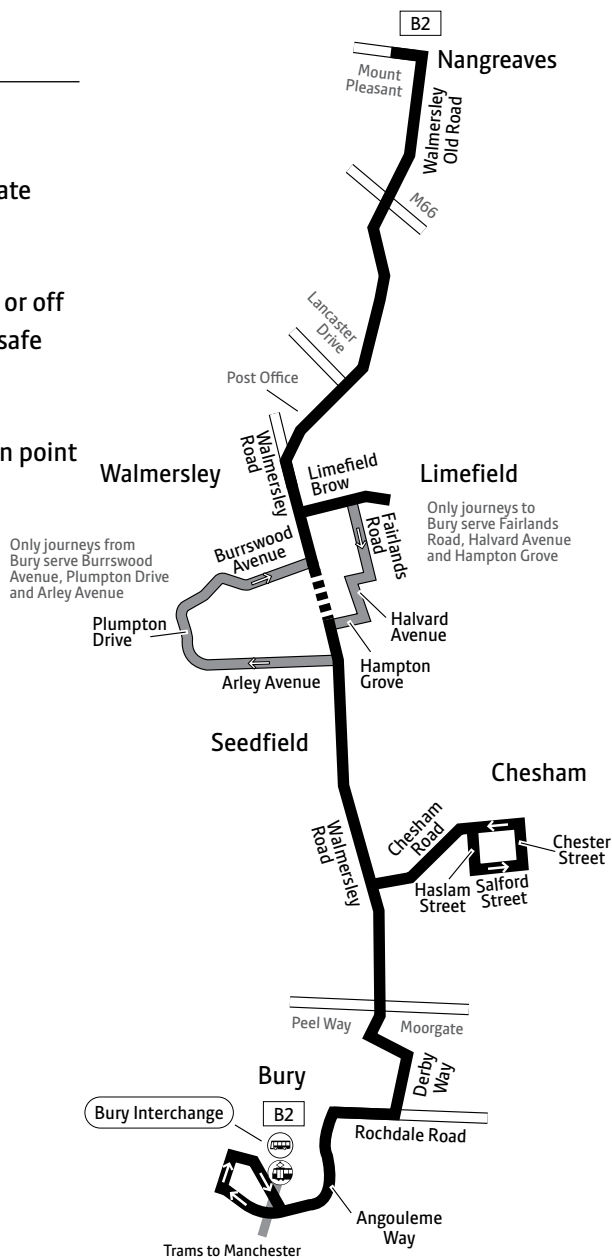 B2
Nangreaves
Mount
Pleasant
Walmersley
Old Road
ate
M66
or off
safe
Lancaster
Drive
Post Office
n point
Walmersley
Walmersley
Road
Limefield
Brow
Limefield
Only journeys to
Bury serve Fairlands
Road, Halvard Avenue
and Hampton Grove
Fairlands
Road
Only journeys from
Bury serve Burrswood
Avenue, Plumpton Drive
and Arley Avenue
Burrswood
Avenue
Plumpton
Drive
Halvard
Avenue
Hampton
Grove
Arley Avenue
Seedfield
Chesham
Walmersley
Road
Chesham
Road
Chester
Street
Haslam
Street
Salford
Street
Peel Way
Moorgate
Derby
Way
Bury
Bury Interchange
B2
Rochdale Road
Angouleme
Way
Trams to Manchester